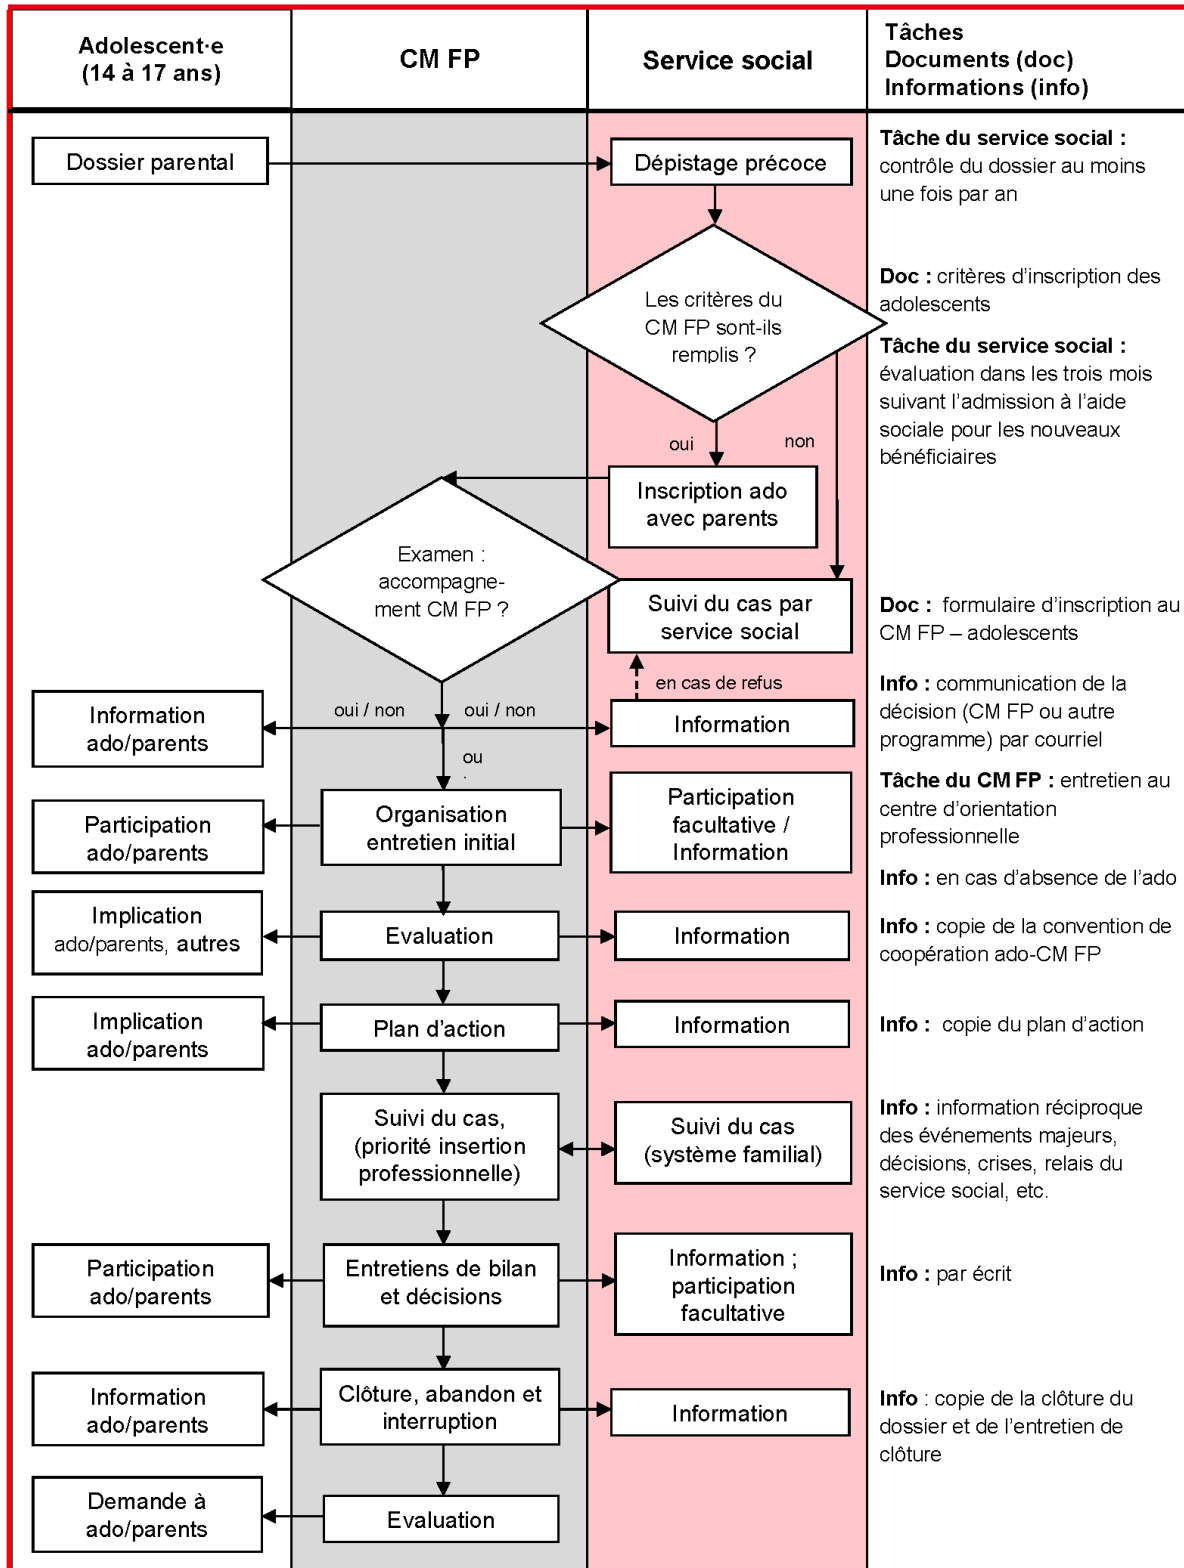 Adolescent·e
(14 à 17 ans)
CM FP
Service social
Tâches
Documents (doc)
Informations (info)
Dossier parental
Dépistage précoce
Tâche du service social :
contrôle du dossier au moins
une fois par an
Les critères du
CM FP sont-ils
remplis ?
Doc : critères d'inscription des
adolescents
Tâche du service social :
évaluation dans les trois mois
suivant l'admission à l'aide
sociale pour les nouveaux
bénéficiaires
oui
non
Inscription ado
avec parents
Examen :
accompagne-
ment CM FP ?
Suivi du cas par
service social
Doc : formulaire d'inscription au
CM FP – adolescents
en cas de refus
Information
ado/parents
oui / non
oui / non
Information
Info : communication de la
décision (CM FP ou autre
programme) par courriel
ou
Participation
ado/parents
Organisation
entretien initial
Participation
facultative /
Information
Tâche du CM FP : entretien au
centre d'orientation
professionnelle
Info : en cas d'absence de l'ado
Implication
ado/parents, autres
Evaluation
Information
Info : copie de la convention de
coopération ado-CM FP
Implication
ado/parents
Plan d'action
Information
Info : copie du plan d'action
Suivi du cas,
(priorité insertion
professionnelle)
Suivi du cas
(système familial)
Info : information réciproque
des événements majeurs,
décisions, crises, relais du
service social, etc.
Participation
ado/parents
Entretiens de bilan
et décisions
Information ;
participation
facultative
Info : par écrit
Information
ado/parents
Clôture, abandon et
interruption
Information
Info : copie de la clôture du
dossier et de l'entretien de
clôture
Demande à
ado/parents
Evaluation